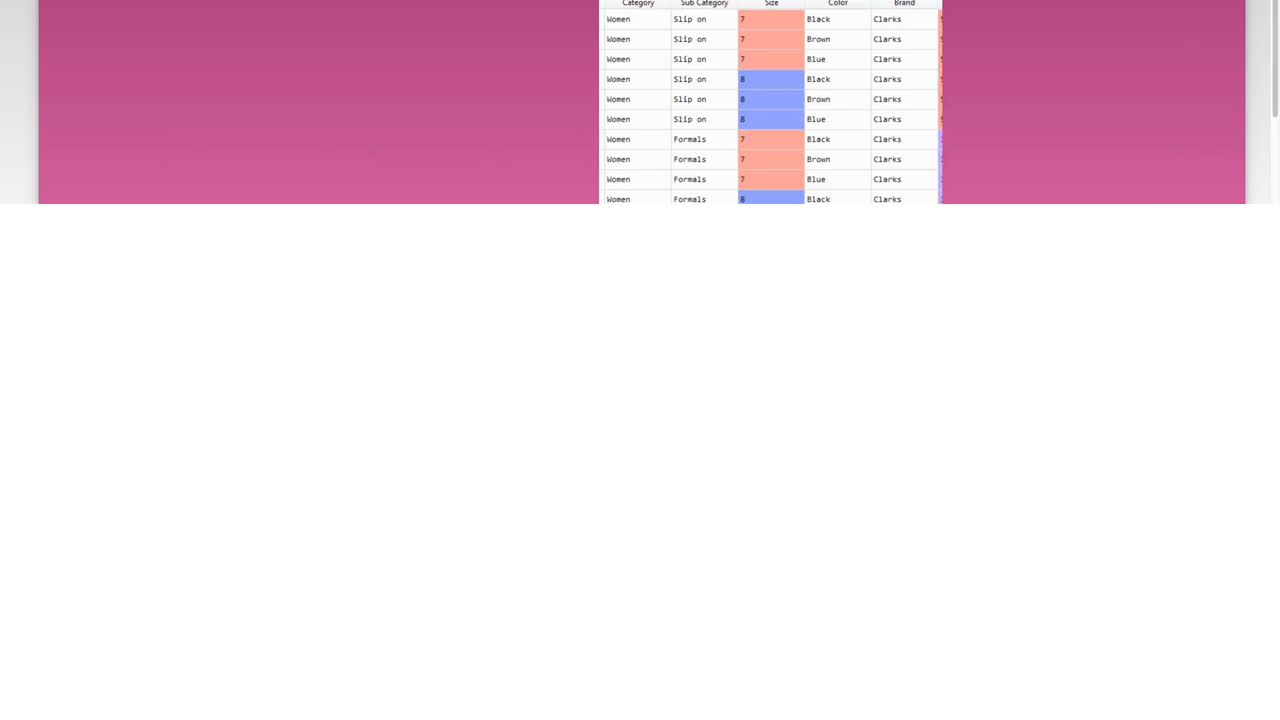 Category Sub Category Size Color Brand
Women Slip on 7 Black Clarks
Women Slip on 7 Brown Clarks
Women Slip on 7 Blue Clarks
Women Slip on 8 Black Clarks
Women Slip on 8 Brown Clarks
Women Slip on 8 Blue Clarks
Women Formals 7 Black Clarks
Women Formals 7 Brown Clarks
Women Formals 7 Blue Clarks
Women Formals 8 Black Clarks